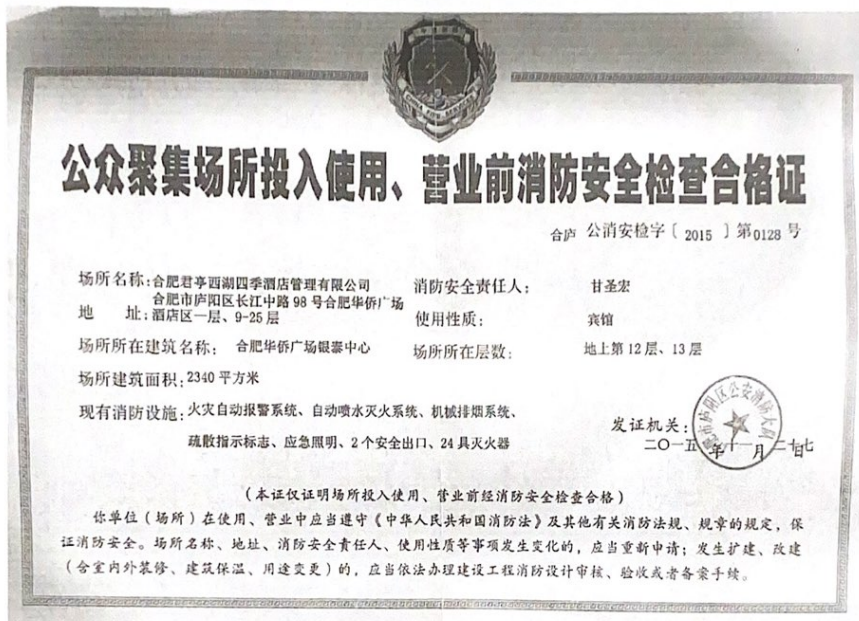 公众聚集场所投入使用、营业前消防安全检查合格证
合庐 公消安检字〔 2015 〕第0128 号
场所名称:合肥君亭西湖四季酒店管理有限公司
消防安全责任人: 甘圣宏
合肥市庐阳区长江中路 98 号合肥华侨广场
地 址:酒店区一层、9-25 层
使用性质: 宾馆
场所所在建筑名称: 合肥华侨广场银泰中心
场所所在层数: 地上第 12 层、13 层
场所建筑面积:2340 平方米
现有消防设施:火灾自动报警系统、自动喷水灭火系统、机械排烟系统、
疏散指示标志、应急照明、2 个安全出口、24 具灭火器
发证机关:
二〇一五 年十一 月二十七日
(本证仅证明场所投入使用、营业前经消防安全检查合格)
你单位(场所)在使用、营业中应当遵守《中华人民共和国消防法》及其他有关消防法规、规章的规定,保
证消防安全。场所名称、地址、消防安全责任人、使用性质等事项发生变化的,应当重新申请;发生扩建、改建
(含室内外装修、建筑保温、用途变更)的,应当依法办理建设工程消防设计审核、验收或者备案手续。